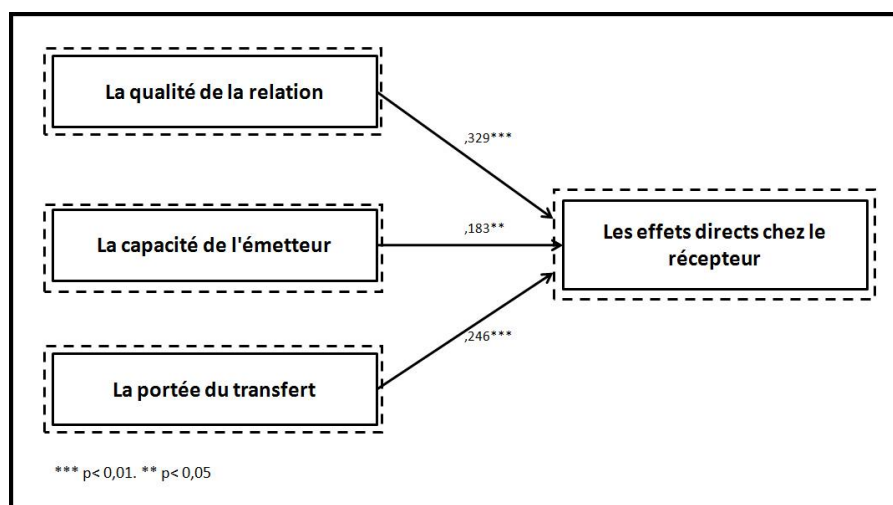 La qualité de la relation
,329***
La capacité de l'émetteur
,183**
Les effets directs chez le
récepteur
,246***
La portée du transfert
*** p< 0,01. ** p< 0,05